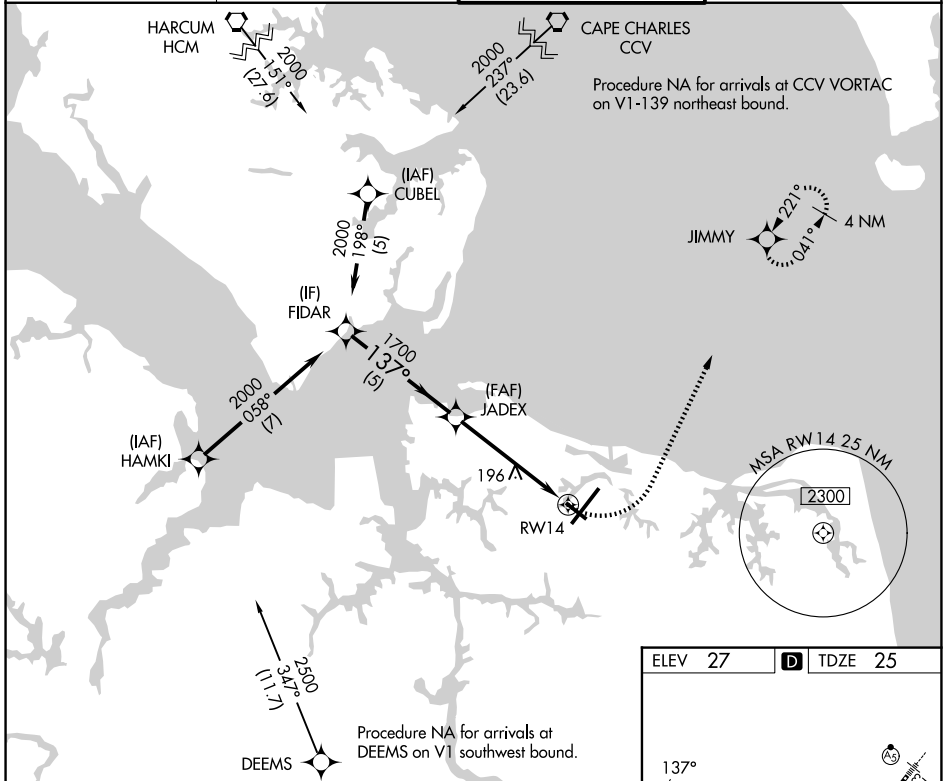 HARCUM
HCM
2000
151°
(27.6)
CAPE CHARLES
CCV
2000
237°
(23.6)
Procedure NA for arrivals at CCV VORTAC
on V1-139 northeast bound.
(IAF)
CUBEL
2000
198°
(5)
JIMMY
221°
041°
4 NM
(IF)
FIDAR
1700
137°
(5)
2000
058°
(7)
(FAF)
JADEX
(IAF)
HAMKI
196
RW14
MSA RW14 25 NM
2300
2500
347°
(11.7)
Procedure NA for arrivals at
DEEMS on V1 southwest bound.
DEEMS
ELEV 27
D
TDZE 25
137°
A5